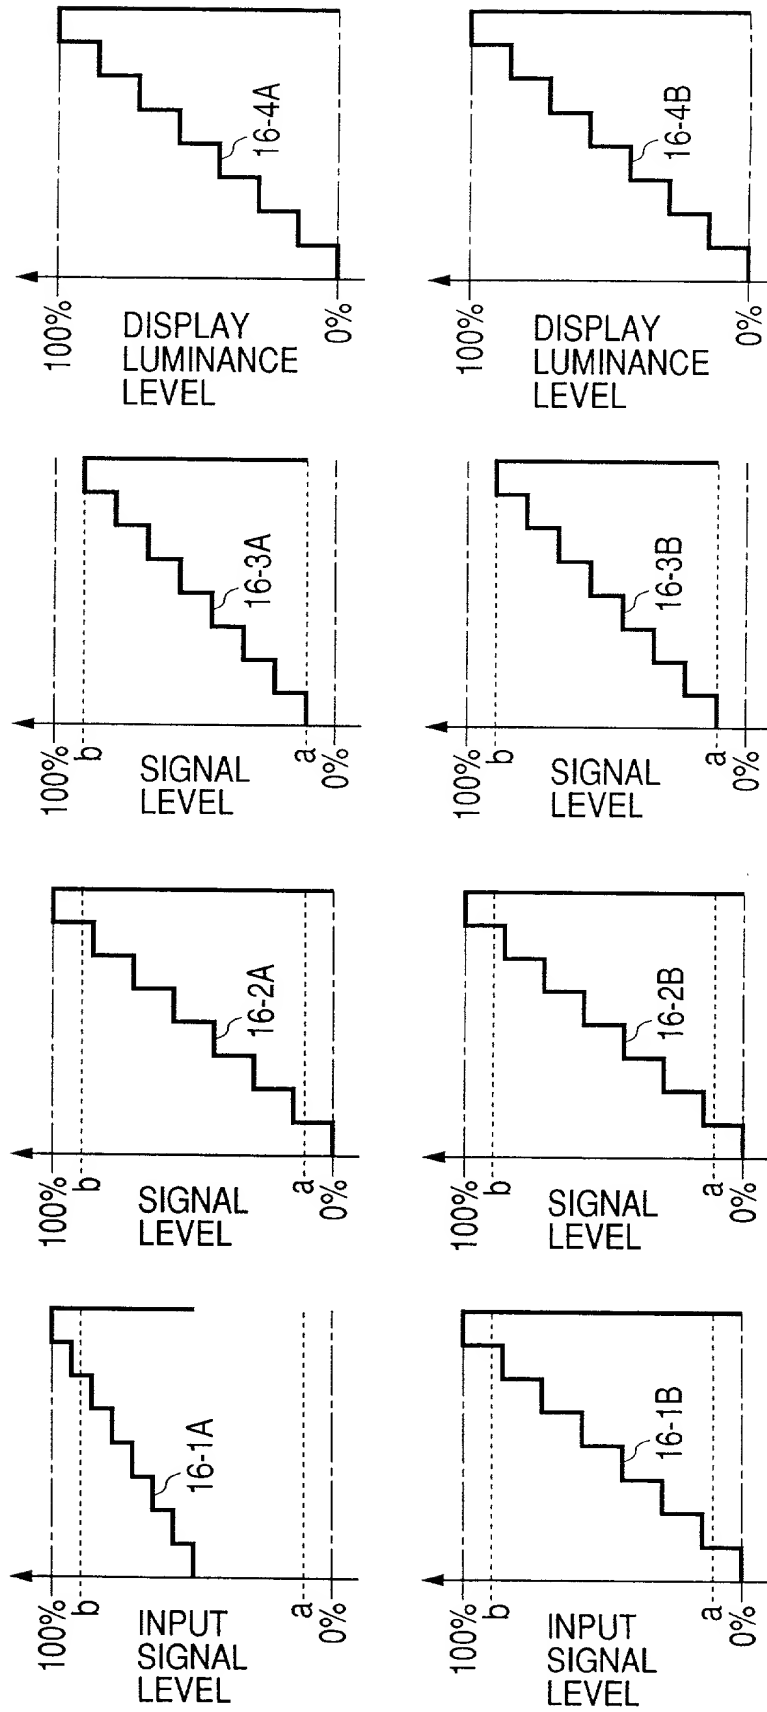 16-4A
100%
0%
DISPLAY
LUMINANCE
LEVEL
16-4B
100%
0%
DISPLAY
LUMINANCE
LEVEL
16-3A
100%
b
a
0%
SIGNAL
LEVEL
16-3B
100%
b
a
0%
SIGNAL
LEVEL
16-2A
100%
b
a
0%
SIGNAL
LEVEL
16-2B
100%
b
a
0%
SIGNAL
LEVEL
16-1A
100%
b
a
0%
INPUT
SIGNAL
LEVEL
16-1B
100%
b
a
0%
INPUT
SIGNAL
LEVEL